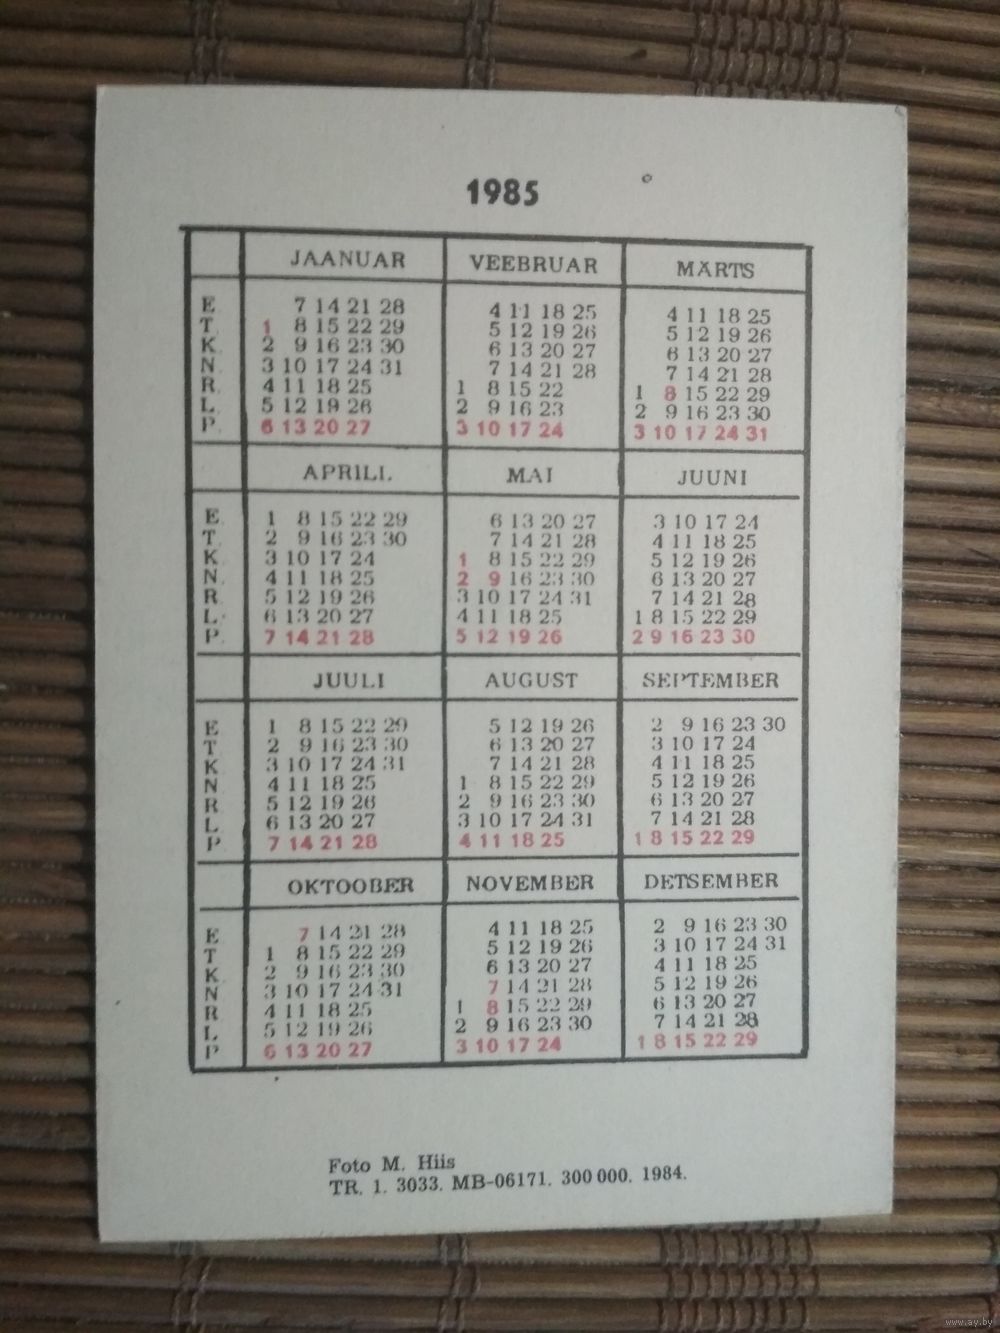 1985
JAANUAR VEEBRUAR MÄRTS
E. 7 14 21 28 4 11 18 25 4 11 18 25
T. 1 8 15 22 29 5 12 19 26 5 12 19 26
K. 2 9 16 23 30 6 13 20 27 6 13 20 27
N. 3 10 17 24 31 7 14 21 28 7 14 21 28
R. 4 11 18 25 1 8 15 22 1 8 15 22 29
L. 5 12 19 26 2 9 16 23 2 9 16 23 30
P. 6 13 20 27 3 10 17 24 3 10 17 24 31
APRILL MAI JUUNI
E. 1 8 15 22 29 6 13 20 27 3 10 17 24
T. 2 9 16 23 30 7 14 21 28 4 11 18 25
K. 3 10 17 24 1 8 15 22 29 5 12 19 26
N. 4 11 18 25 2 9 16 23 30 6 13 20 27
R. 5 12 19 26 3 10 17 24 31 7 14 21 28
L. 6 13 20 27 4 11 18 25 1 8 15 22 29
P. 7 14 21 28 5 12 19 26 2 9 16 23 30
JUULI AUGUST SEPTEMBER
E 1 8 15 22 29 5 12 19 26 2 9 16 23 30
T 2 9 16 23 30 6 13 20 27 3 10 17 24
K 3 10 17 24 31 7 14 21 28 4 11 18 25
N 4 11 18 25 1 8 15 22 29 5 12 19 26
R 5 12 19 26 2 9 16 23 30 6 13 20 27
L 6 13 20 27 3 10 17 24 31 7 14 21 28
P 7 14 21 28 4 11 18 25 1 8 15 22 29
OKTOOBER NOVEMBER DETSEMBER
E 7 14 21 28 4 11 18 25 2 9 16 23 30
T 1 8 15 22 29 5 12 19 26 3 10 17 24 31
K 2 9 16 23 30 6 13 20 27 4 11 18 25
N 3 10 17 24 31 7 14 21 28 5 12 19 26
R 4 11 18 25 1 8 15 22 29 6 13 20 27
L 5 12 19 26 2 9 16 23 30 7 14 21 28
P 6 13 20 27 3 10 17 24 1 8 15 22 29
Foto M. Hiis
TR. 1. 3033. MB-06171. 300 000. 1984.
www.ay.by